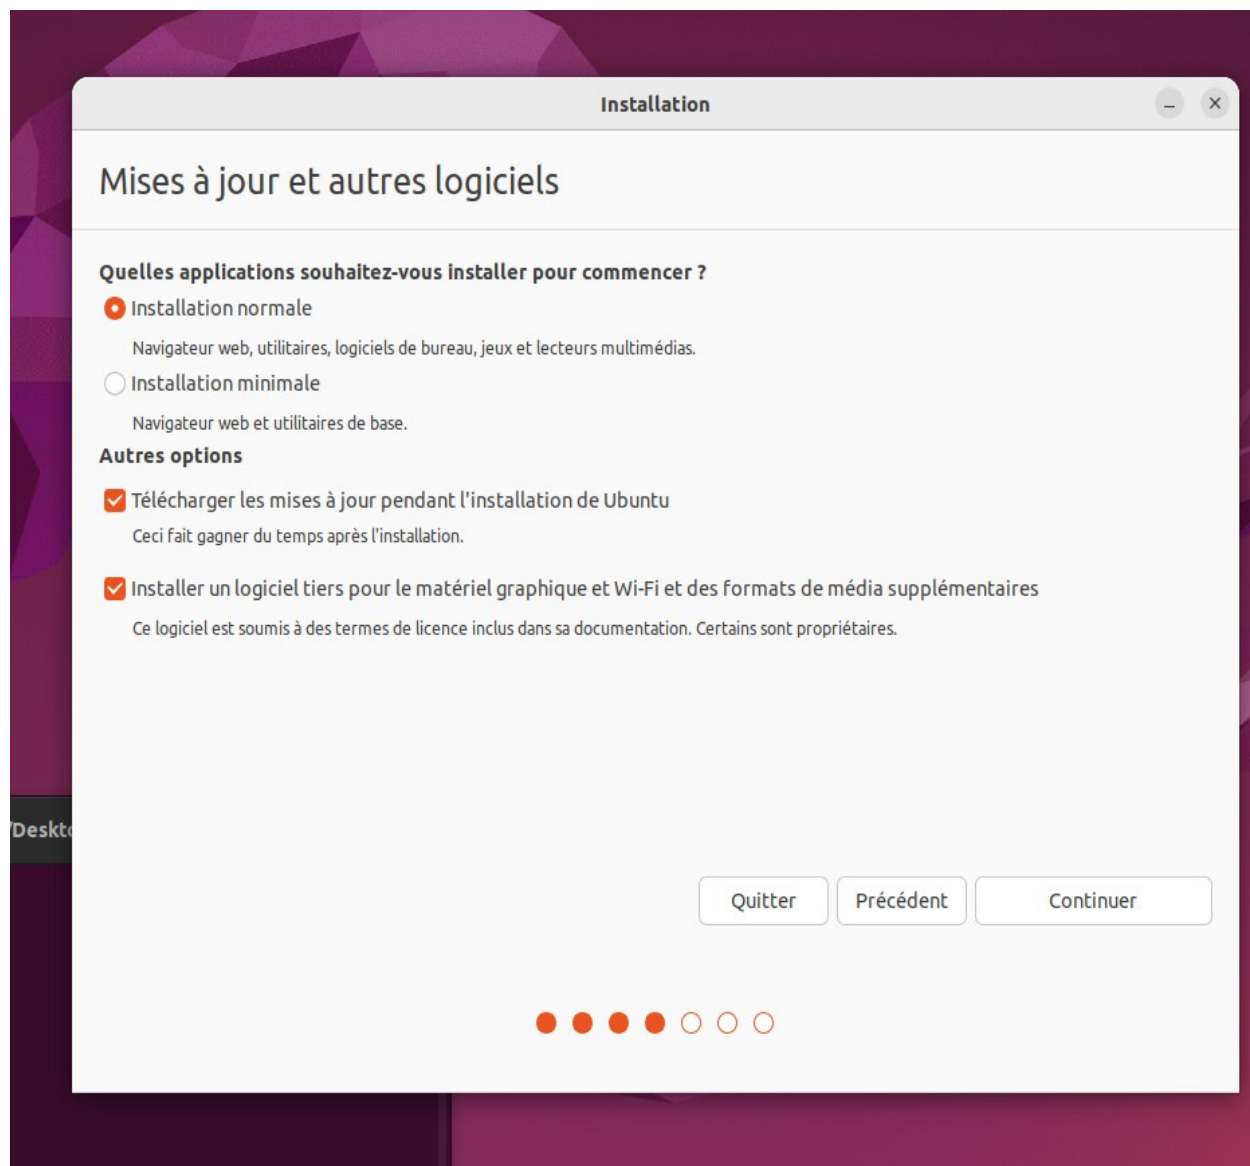 Installation
Mises à jour et autres logiciels
Quelles applications souhaitez-vous installer pour commencer ?
Installation normale
Navigateur web, utilitaires, logiciels de bureau, jeux et lecteurs multimédias.
Installation minimale
Navigateur web et utilitaires de base.
Autres options
Télécharger les mises à jour pendant l'installation de Ubuntu
Ceci fait gagner du temps après l'installation.
Installer un logiciel tiers pour le matériel graphique et Wi-Fi et des formats de média supplémentaires
Ce logiciel est soumis à des termes de licence inclus dans sa documentation. Certains sont propriétaires.
Quitter Précédent Continuer